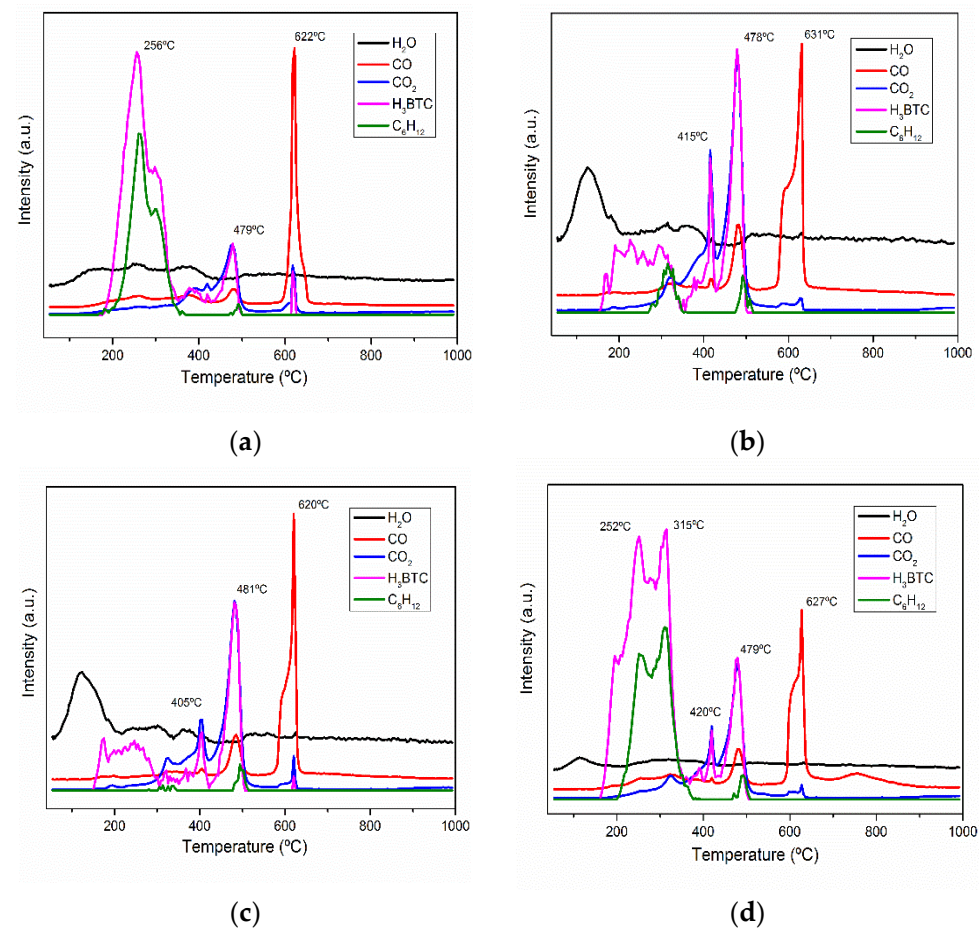 256ºC
622ºC
479ºC
H2O
CO
CO2
H3BTC
C6H12
Intensity (a.u.)
200 400 600 800 1000
Temperature (ºC)
(a)
478ºC
631ºC
415ºC
H2O
CO
CO2
H3BTC
C6H12
Intensity (a.u.)
200 400 600 800 1000
Temperature (ºC)
(b)
620ºC
481ºC
405ºC
H2O
CO
CO2
H3BTC
C6H12
Intensity (a.u.)
200 400 600 800 1000
Temperature (ºC)
(c)
252ºC
315ºC
627ºC
479ºC
420ºC
H2O
CO
CO2
H3BTC
C6H12
Intensity (a.u.)
200 400 600 800 1000
Temperature (ºC)
(d)